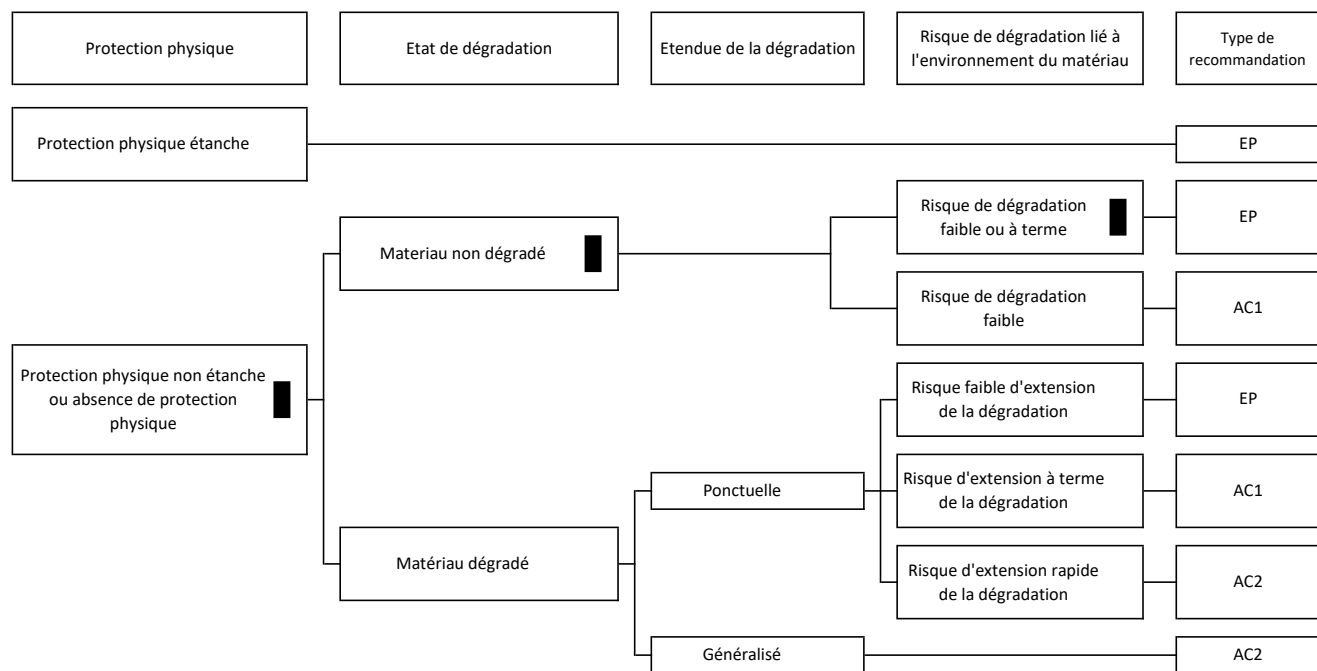 Protection physique
Etat de dégradation
Etendue de la dégradation
Risque de dégradation lié à
l'environnement du matériau
Type de
recommandation
Protection physique étanche
EP
Materiau non dégradé
Risque de dégradation
faible ou à terme
EP
Risque de dégradation
faible
AC1
Protection physique non étanche
ou absence de protection
physique
Risque faible d'extension
de la dégradation
EP
Ponctuelle
Risque d'extension à terme
de la dégradation
AC1
Matériau dégradé
Risque d'extension rapide
de la dégradation
AC2
Généralisé
AC2